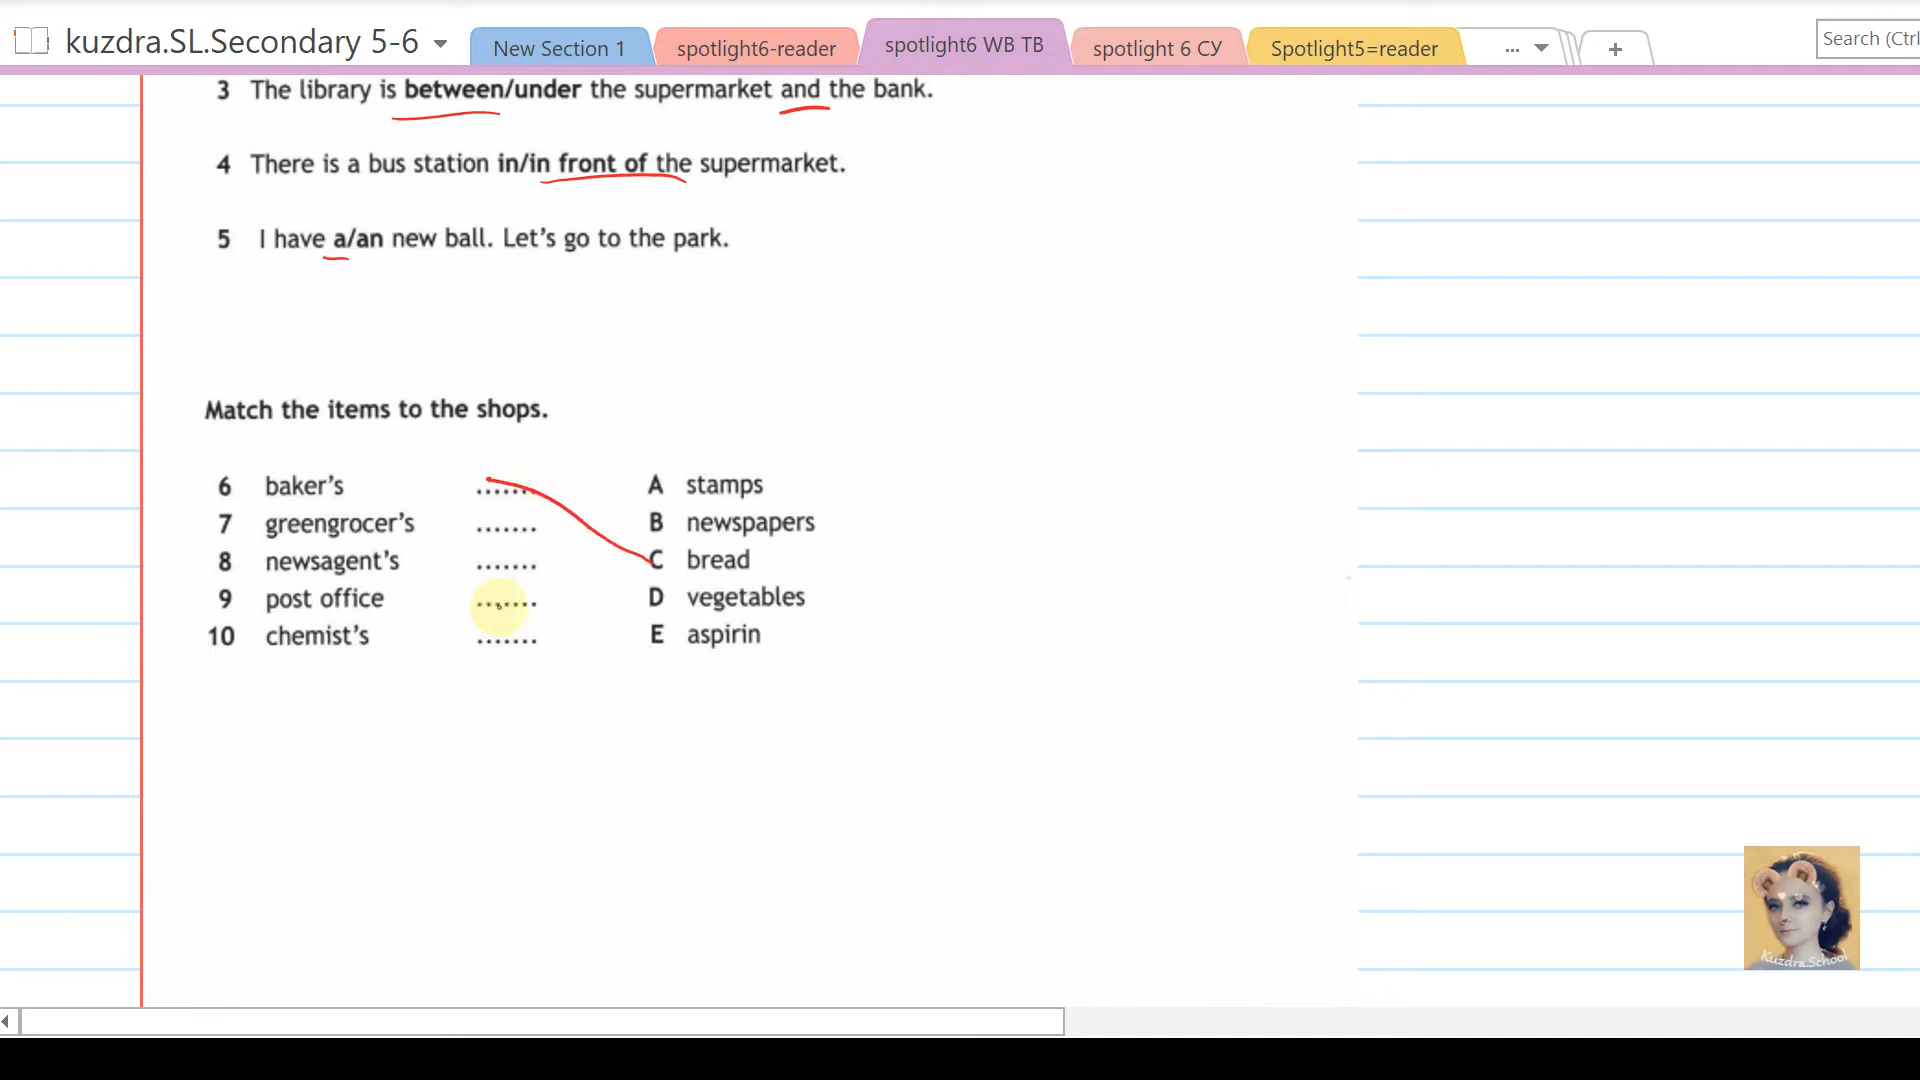 kuzdra.SL.Secondary 5-6
New Section 1
spotlight6-reader
spotlight6 WB TB
spotlight 6 СУ
Spotlight5=reader
...
+
Search (Ctrl
3 The library is between/under the supermarket and the bank.
4 There is a bus station in/in front of the supermarket.
5 I have a/an new ball. Let's go to the park.
Match the items to the shops.
6 baker's ....... A stamps
7 greengrocer's ....... B newspapers
8 newsagent's ....... C bread
9 post office ....... D vegetables
10 chemist's ....... E aspirin
Kuzdra.School